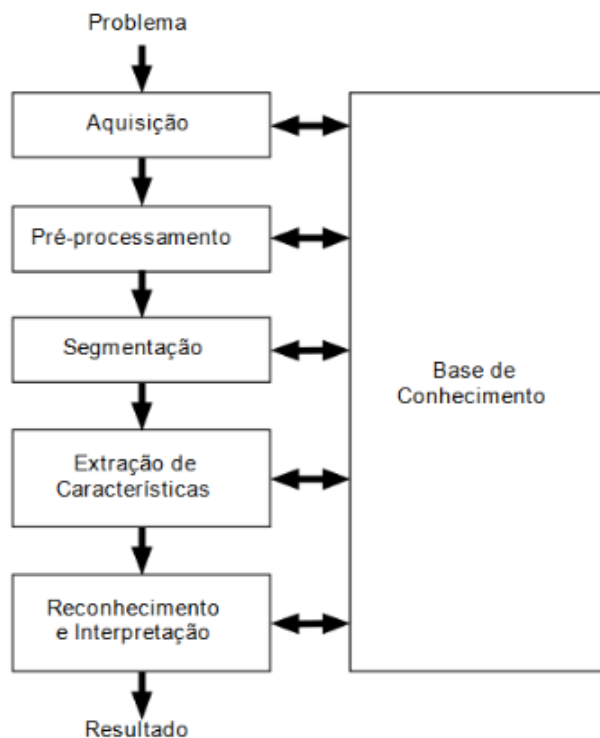 Problema
Aquisição
Pré-processamento
Segmentação
Base de
Conhecimento
Extração de
Características
Reconhecimento
e Interpretação
Resultado